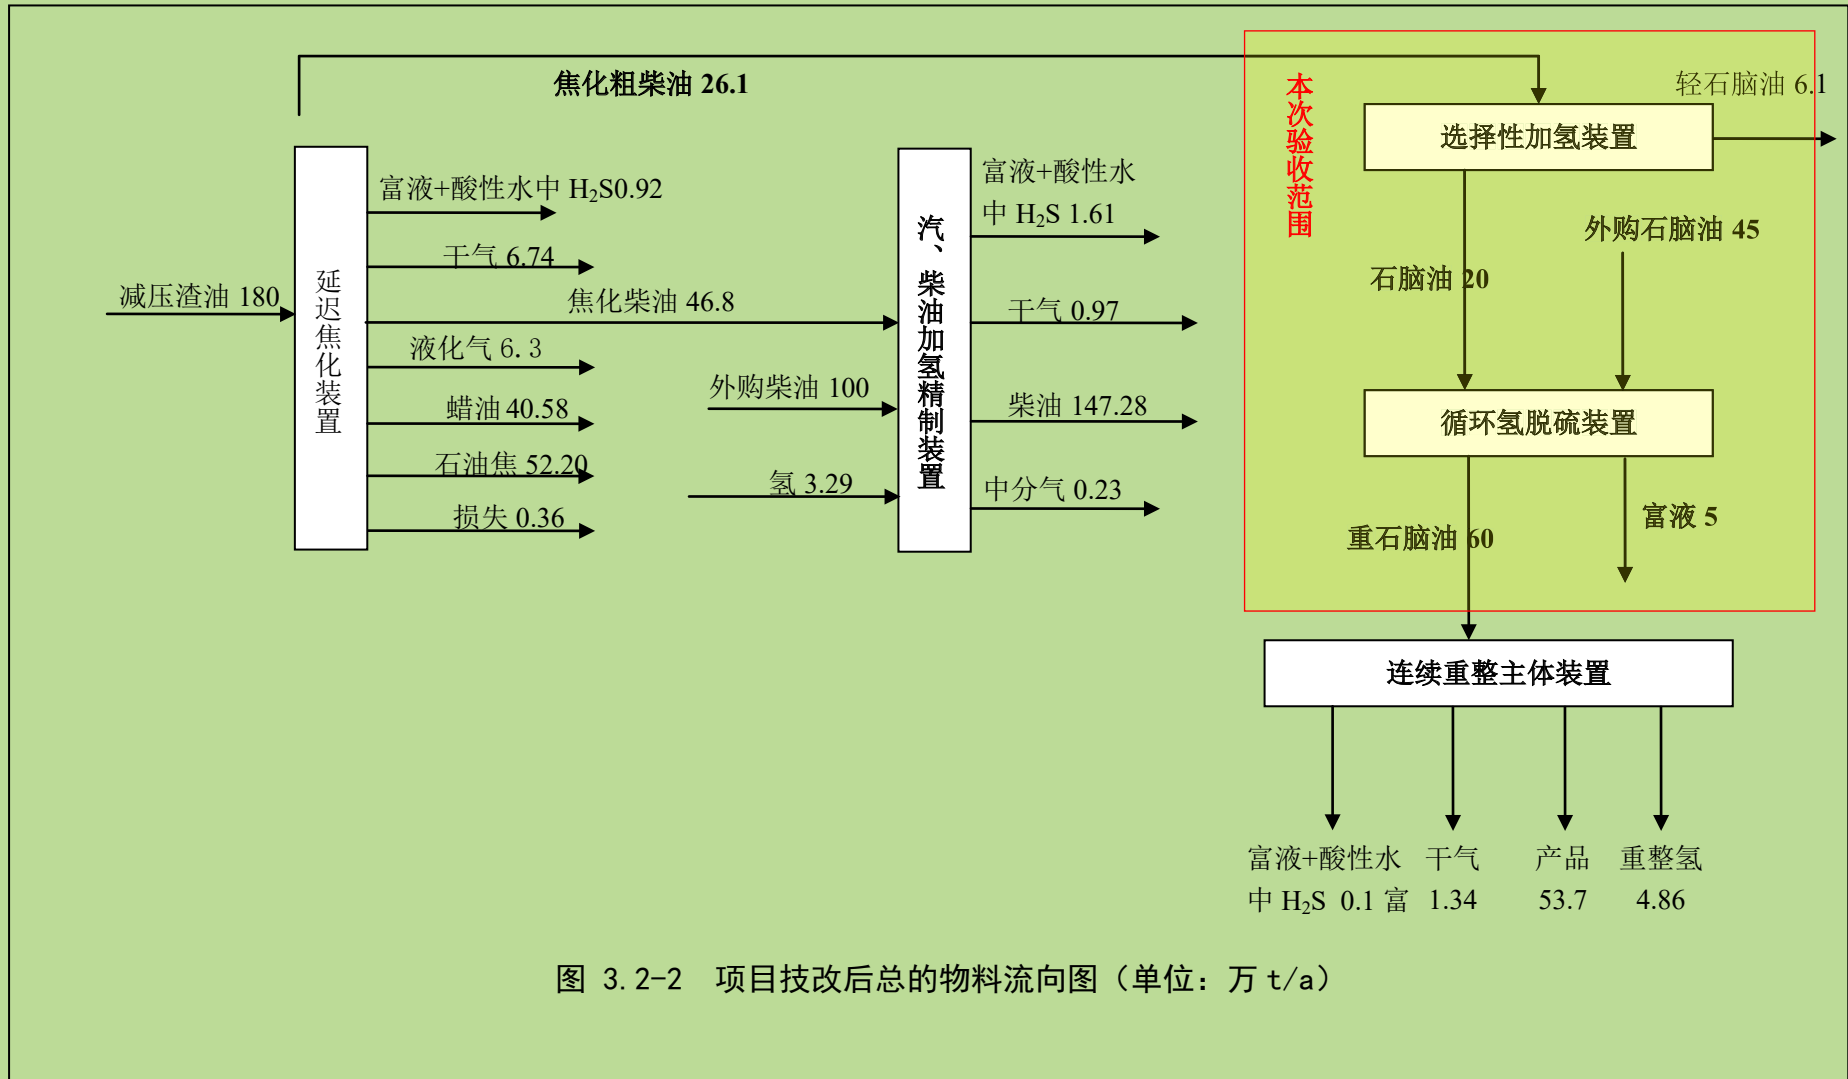 焦化粗柴油 26.1
本次验收范围
轻石脑油 6.1
选择性加氢装置
富液+酸性水中 H₂S0.92
干气 6.74
减压渣油 180
延迟焦化装置
焦化柴油 46.8
液化气 6.3
蜡油 40.58
石油焦 52.20
损失 0.36
外购柴油 100
氢 3.29
汽、柴油加氢精制装置
富液+酸性水
中 H₂S 1.61
干气 0.97
柴油 147.28
中分气 0.23
外购石脑油 45
石脑油 20
循环氢脱硫装置
重石脑油 60
富液 5
连续重整主体装置
富液+酸性水 干气 产品 重整氢
中 H₂S 0.1 富 1.34 53.7 4.86
图 3.2-2 项目技改后总的物料流向图（单位：万 t/a）